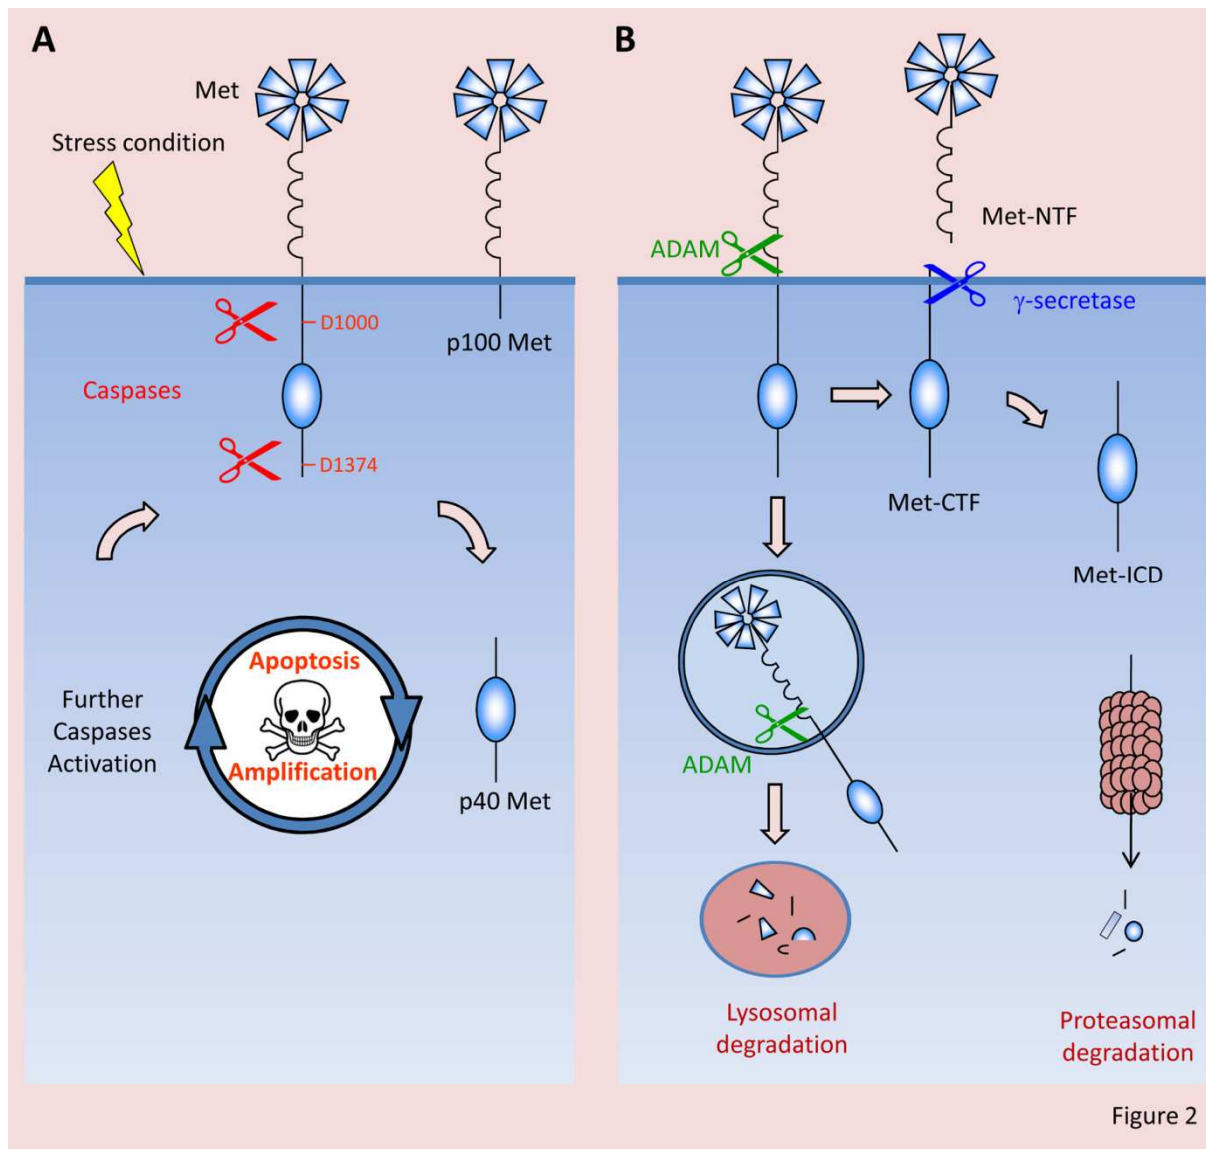 A
Met
Stress condition
D1000
p100 Met
Caspases
D1374
Further
Caspases
Activation
Apoptosis
Amplification
p40 Met
B
Met-NTF
ADAM
γ-secretase
Met-CTF
Met-ICD
ADAM
Lysosomal
degradation
Proteasomal
degradation
Figure 2